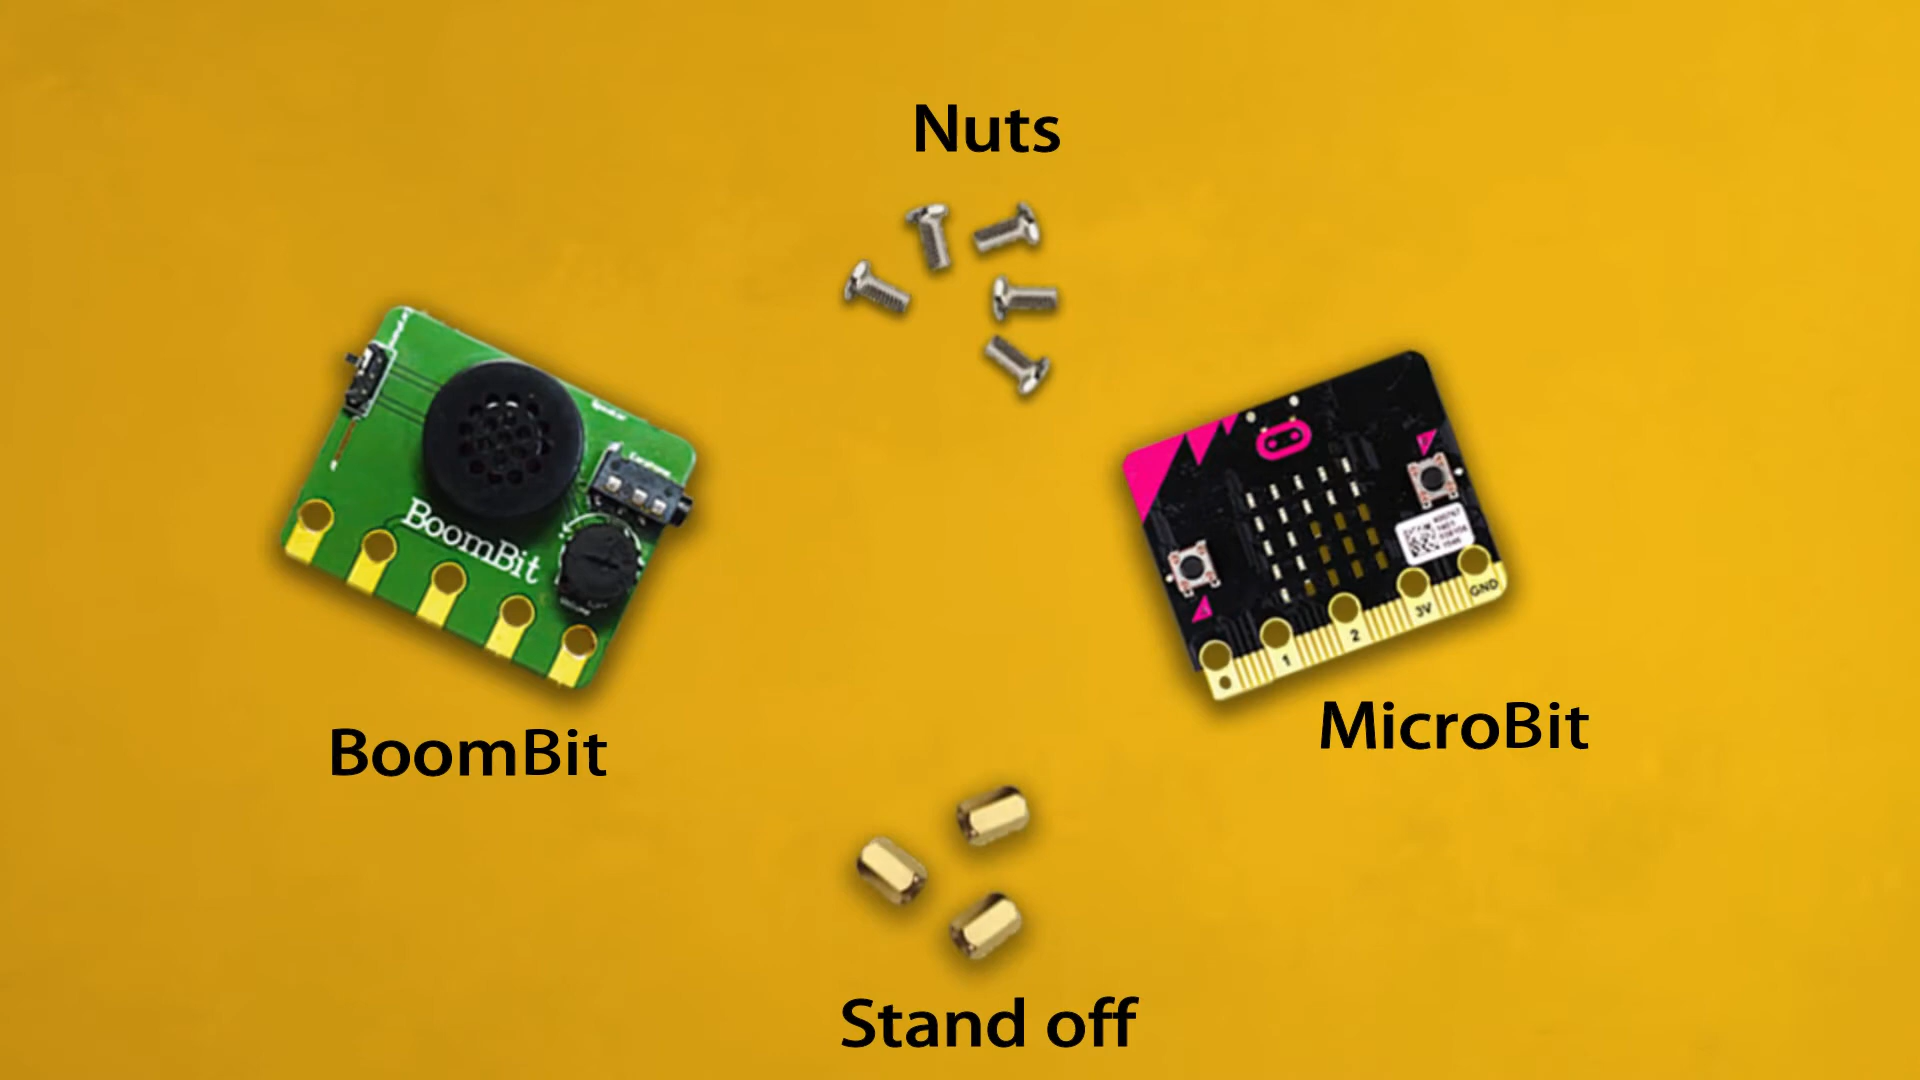 Nuts
BoomBit
BoomBit
1
2
3V
GND
MicroBit
Stand off